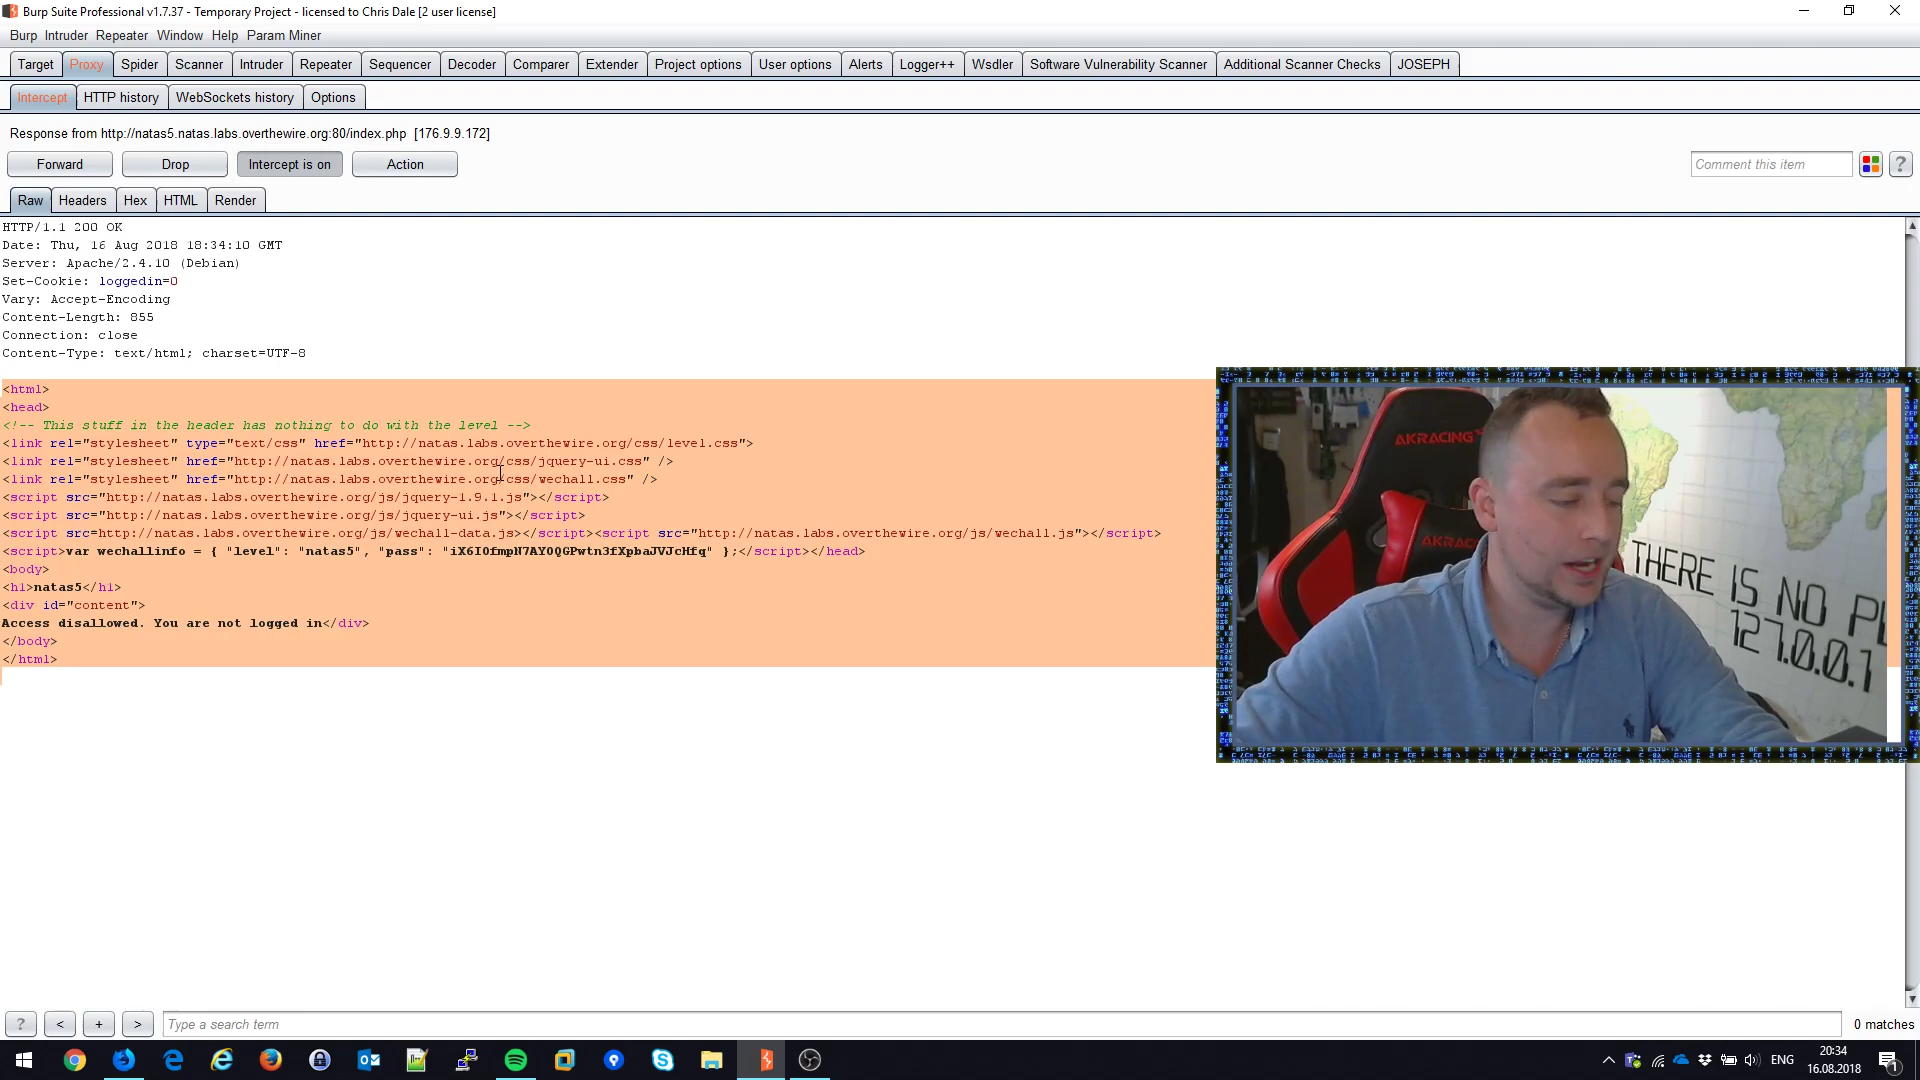 Burp Suite Professional v1.7.37 - Temporary Project - licensed to Chris Dale [2 user license]
Burp Intruder Repeater Window Help Param Miner
Target Proxy Spider Scanner Intruder Repeater Sequencer Decoder Comparer Extender Project options User options Alerts Logger++ Wsdler Software Vulnerability Scanner Additional Scanner Checks JOSEPH
Intercept HTTP history WebSockets history Options
Response from http://natas5.natas.labs.overthewire.org:80/index.php [176.9.9.172]
Forward Drop Intercept is on Action Comment this item ?
Raw Headers Hex HTML Render
HTTP/1.1 200 OK
Date: Thu, 16 Aug 2018 18:34:10 GMT
Server: Apache/2.4.10 (Debian)
Set-Cookie: loggedin=0
Vary: Accept-Encoding
Content-Length: 855
Connection: close
Content-Type: text/html; charset=UTF-8
<html>
<head>
<!-- This stuff in the header has nothing to do with the level -->
<link rel="stylesheet" type="text/css" href="http://natas.labs.overthewire.org/css/level.css">
<link rel="stylesheet" href="http://natas.labs.overthewire.org/css/jquery-ui.css" />
<link rel="stylesheet" href="http://natas.labs.overthewire.org/css/wechall.css" />
<script src="http://natas.labs.overthewire.org/js/jquery-1.9.1.js"></script>
<script src="http://natas.labs.overthewire.org/js/jquery-ui.js"></script>
<script src=http://natas.labs.overthewire.org/js/wechall-data.js></script><script src="http://natas.labs.overthewire.org/js/wechall.js"></script>
<script>var wechallinfo = { "level": "natas5", "pass": "iX6IOfmpN7AYOQGPwtn3fXpbaJVJcHfq" };</script></head>
<body>
<h1>natas5</h1>
<div id="content">
Access disallowed. You are not logged in</div>
</body>
</html>
AKRACING
AKRACING
THERE IS NO PL
127.0.0.1
? < + > Type a search term 0 matches
ENG
20:34
16.08.2018
1